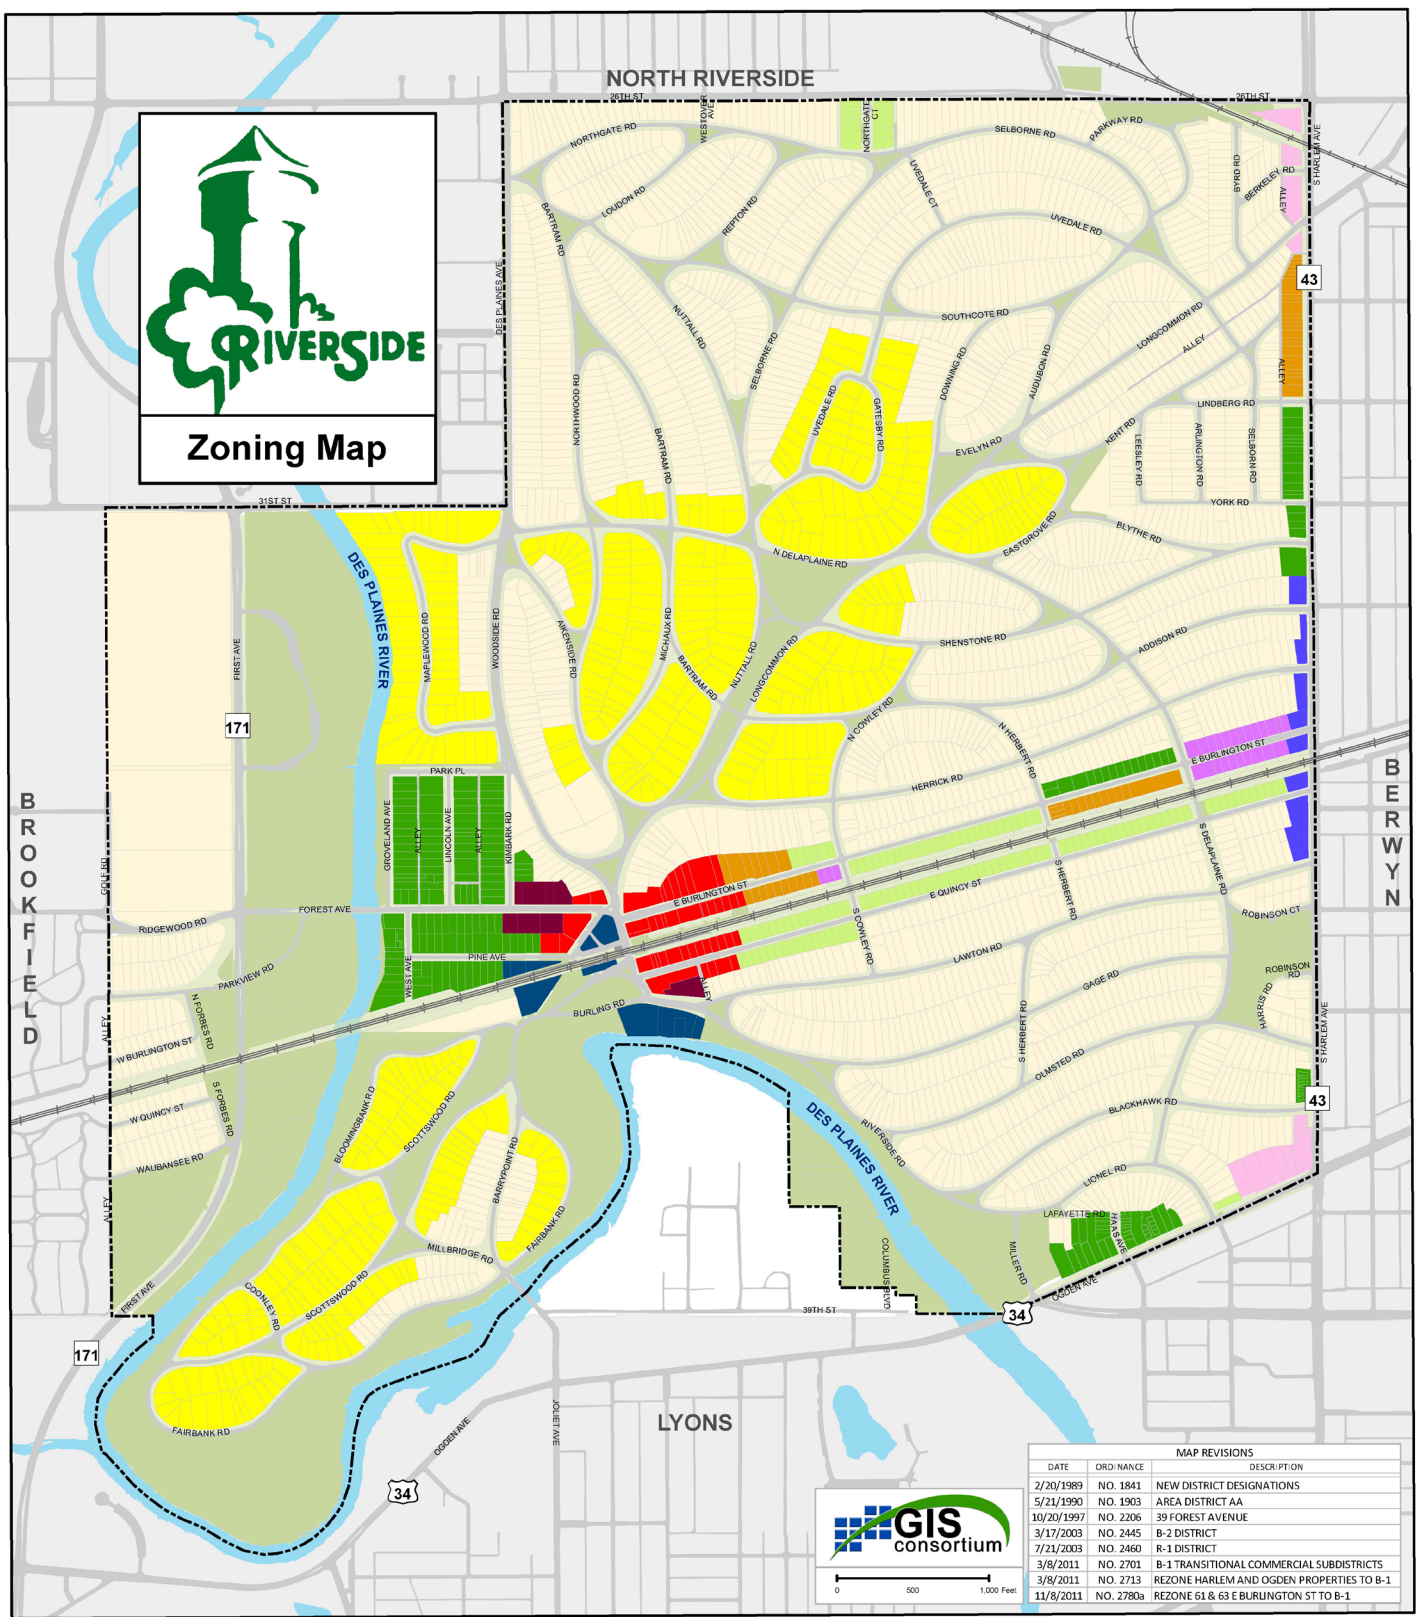 NORTH RIVERSIDE
26TH ST
26TH ST
RIVERSIDE
Zoning Map
NORTHGATE RD
WESTOVER AVE
NORTHGATE CT
SELBORNE RD
PARKWAY RD
S HARLEM AVE
BYRD RD
BERKELEY RD
ALLEY
LOUDON RD
REPTON RD
UVEDALE CT
UVEDALE RD
BARTRAM RD
DES PLAINES AVE
43
NUTTALL RD
SELBORNE RD
SOUTHCOTE RD
LONGCOMMON RD
ALLEY
ALLEY
DOWNING RD
AUDUBON RD
NORTHWOOD RD
BARTRAM RD
UVEDALE RD
GATESBY RD
LINDBERG RD
KENT RD
LEESLEY RD
ARLINGTON RD
SELBORN RD
EVELYN RD
YORK RD
31ST ST
BLYTHE RD
EASTGROVE RD
N DELAPLAINE RD
DES PLAINES RIVER
MAPLEWOOD RD
WOODSIDE RD
AIKENSIDE RD
MICHAUX RD
BARTRAM RD
NUTTALL RD
LONGCOMMON RD
SHENSTONE RD
ADDISON RD
FIRST AVE
171
N COWLEY RD
N HERBERT RD
E BURLINGTON ST
HERRICK RD
PARK PL
BROOKFIELD
BERWYN
GROVELAND AVE
ALLEY
LINCOLN AVE
ALLEY
KIMBARK RD
GOLF RD
E BURLINGTON ST
E QUINCY ST
S DELAPLAINE RD
S HERBERT RD
S COWLEY RD
ROBINSON CT
FOREST AVE
RIDGEWOOD RD
PINE AVE
WEST AVE
LAWTON RD
PARKVIEW RD
ALLEY
GAGE RD
ROBINSON RD
HARRIS RD
N FORBES RD
BURLING RD
ALLEY
W BURLINGTON ST
S HERBERT RD
S HARLEM AVE
OLMSTED RD
S FORBES RD
W QUINCY ST
BLOOMINGBANK RD
SCOTTSWOOD RD
BLACKHAWK RD
43
DES PLAINES RIVER
RIVERSIDE RD
WAUBANSEE RD
BARRYPOINT RD
LIONEL RD
ALLEY
FAIRBANK RD
LAFAYETTE RD
HAAS AVE
MILLBRIDGE RD
COLUMBUS BLVD
MILLER RD
FIRST AVE
COONLEY RD
SCOTTSWOOD RD
OGDEN AVE
39TH ST
34
171
FAIRBANK RD
LYONS
JOLIET AVE
OGDEN AVE
34
GIS
consortium
0 500 1,000 Feet
MAP REVISIONS
DATE ORDINANCE DESCRIPTION
2/20/1989 NO. 1841 NEW DISTRICT DESIGNATIONS
5/21/1990 NO. 1903 AREA DISTRICT AA
10/20/1997 NO. 2206 39 FOREST AVENUE
3/17/2003 NO. 2445 B-2 DISTRICT
7/21/2003 NO. 2460 R-1 DISTRICT
3/8/2011 NO. 2701 B-1 TRANSITIONAL COMMERCIAL SUBDISTRICTS
3/8/2011 NO. 2713 REZONE HARLEM AND OGDEN PROPERTIES TO B-1
11/8/2011 NO. 2780a REZONE 61 & 63 E BURLINGTON ST TO B-1